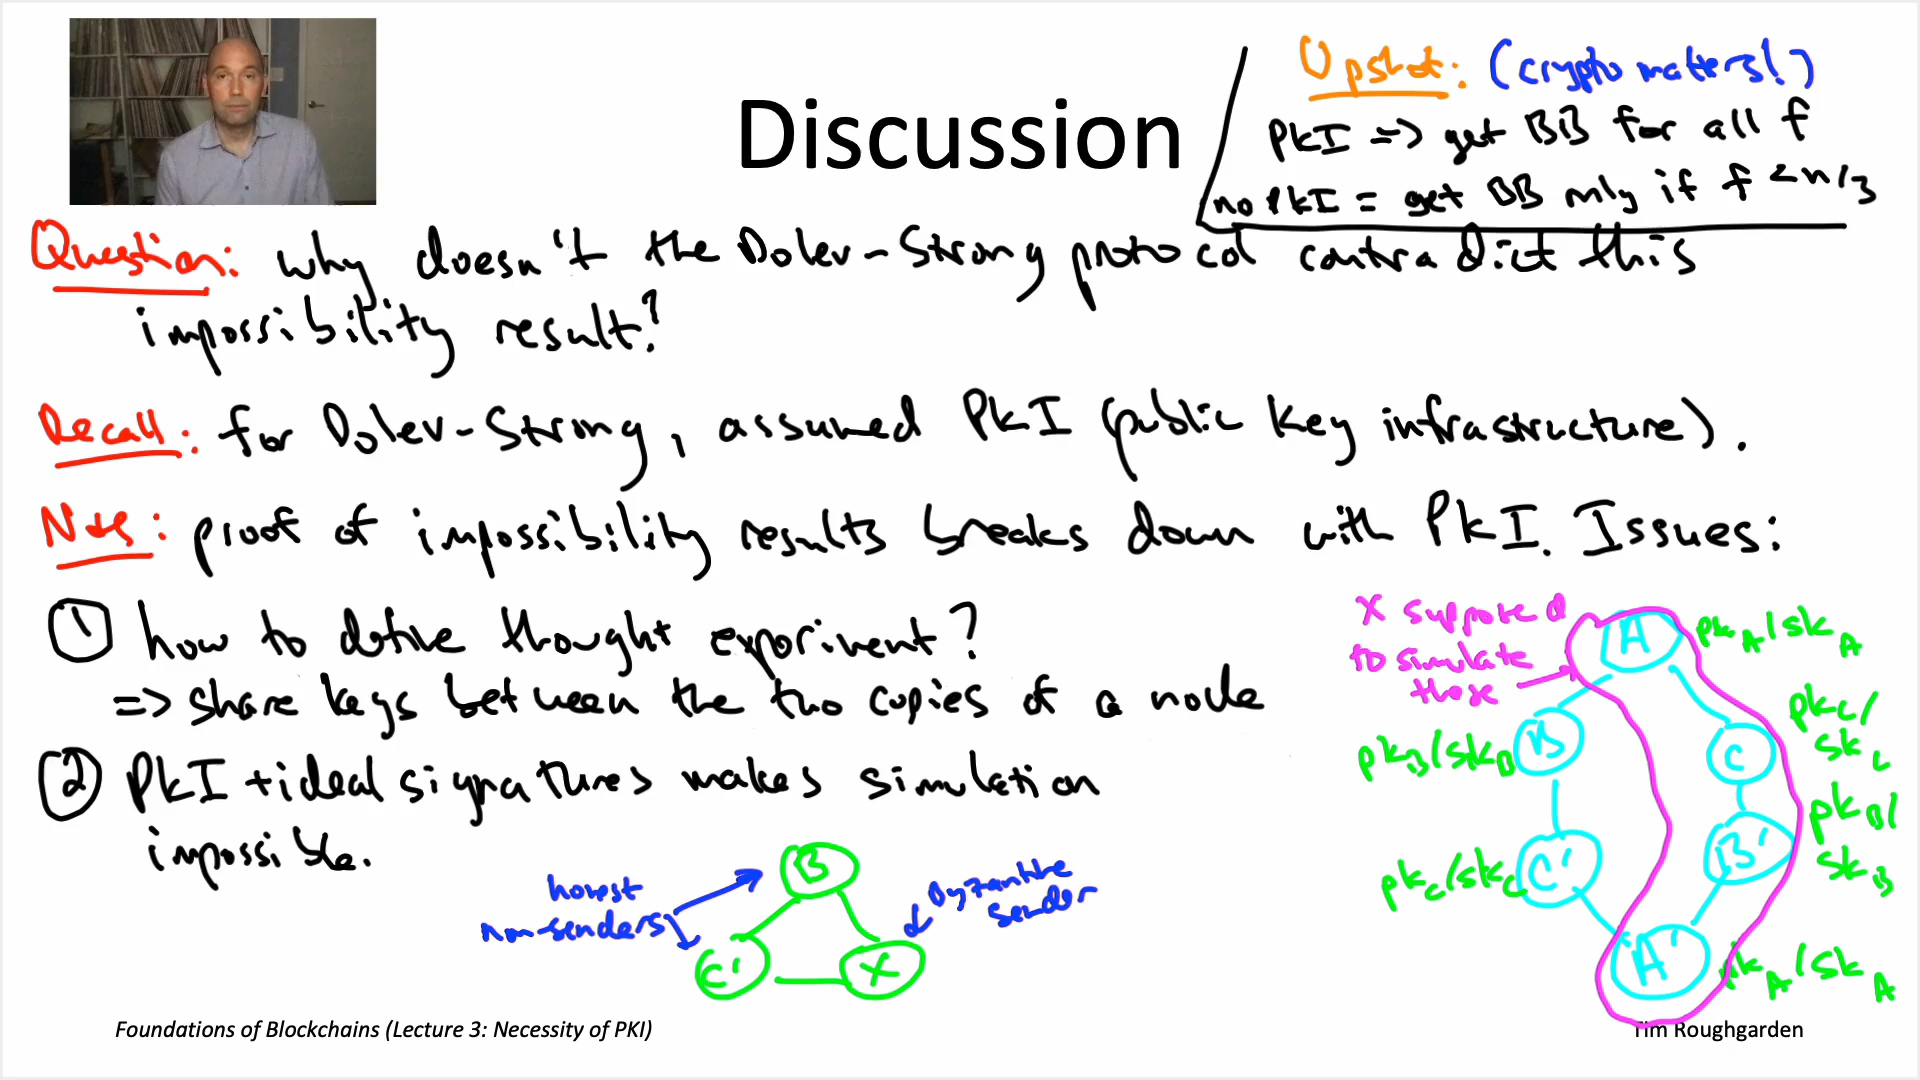 Discussion
Upshot: (crypto matters!)
PKI => get BB for all f
no PKI = get BB only if f < n/3
Question: why doesn't the Dolev-Strong protocol contradict this
impossibility result?
Recall: for Dolev-Strong, assumed PKI (public key infrastructure).
Note: proof of impossibility results breaks down with PKI. Issues:
① how to define thought experiment?
=> share keys between the two copies of a node
② PKI + ideal signatures makes simulation
impossible.
honest
non-senders
B
C'
X
Byzantine
sender
X supposed
to simulate
these
A
pkA/skA
B
pkB/skB
C
pkC/
skC
C'
pkC/skC
B'
pkB/
skB
A'
pkA/skA
Foundations of Blockchains (Lecture 3: Necessity of PKI)
Tim Roughgarden